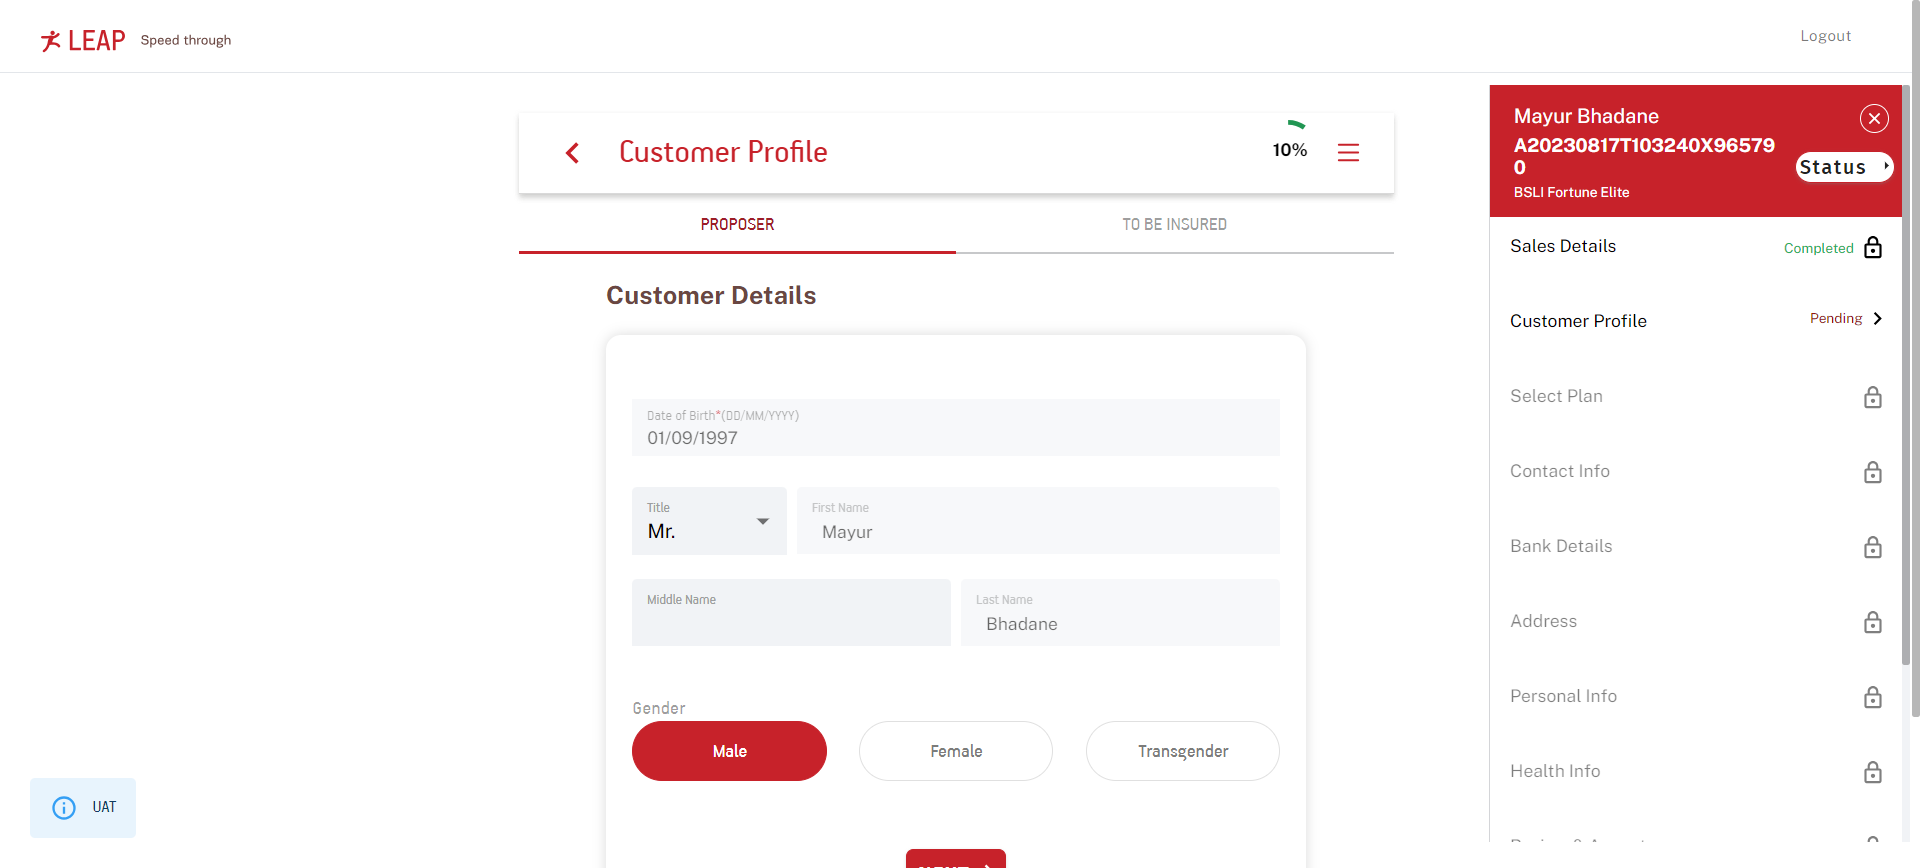 LEAP Speed through
Logout
Customer Profile
10%
PROPOSER
TO BE INSURED
Customer Details
Date of Birth*(DD/MM/YYYY)
01/09/1997
Title
Mr.
First Name
Mayur
Middle Name
Last Name
Bhadane
Gender
Male
Female
Transgender
UAT
Mayur Bhadane
A20230817T103240X96579
0
Status
BSLI Fortune Elite
Sales Details
Completed
Customer Profile
Pending
Select Plan
Contact Info
Bank Details
Address
Personal Info
Health Info